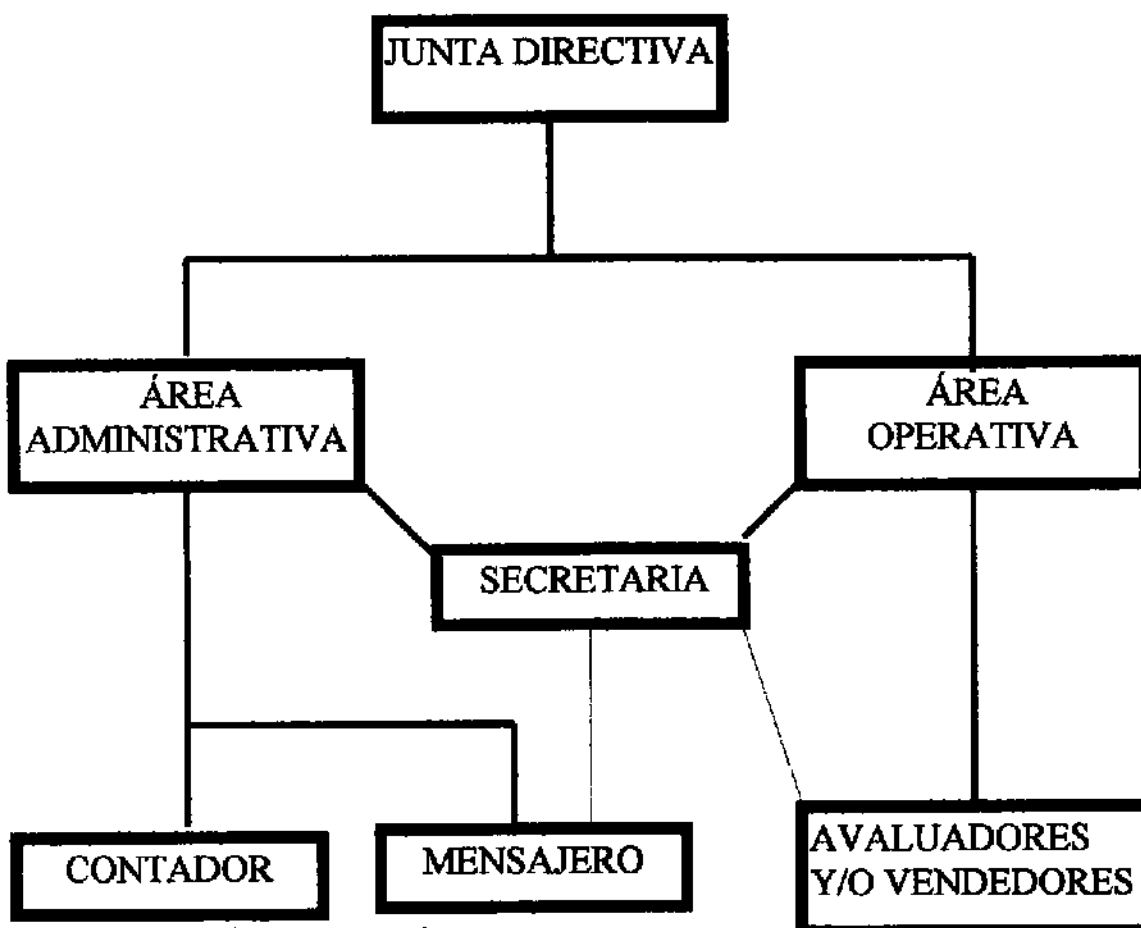 JUNTA DIRECTIVA
ÁREA
ADMINISTRATIVA
ÁREA
OPERATIVA
SECRETARIA
CONTADOR
MENSAJERO
AVALUADORES
Y/O VENDEDORES